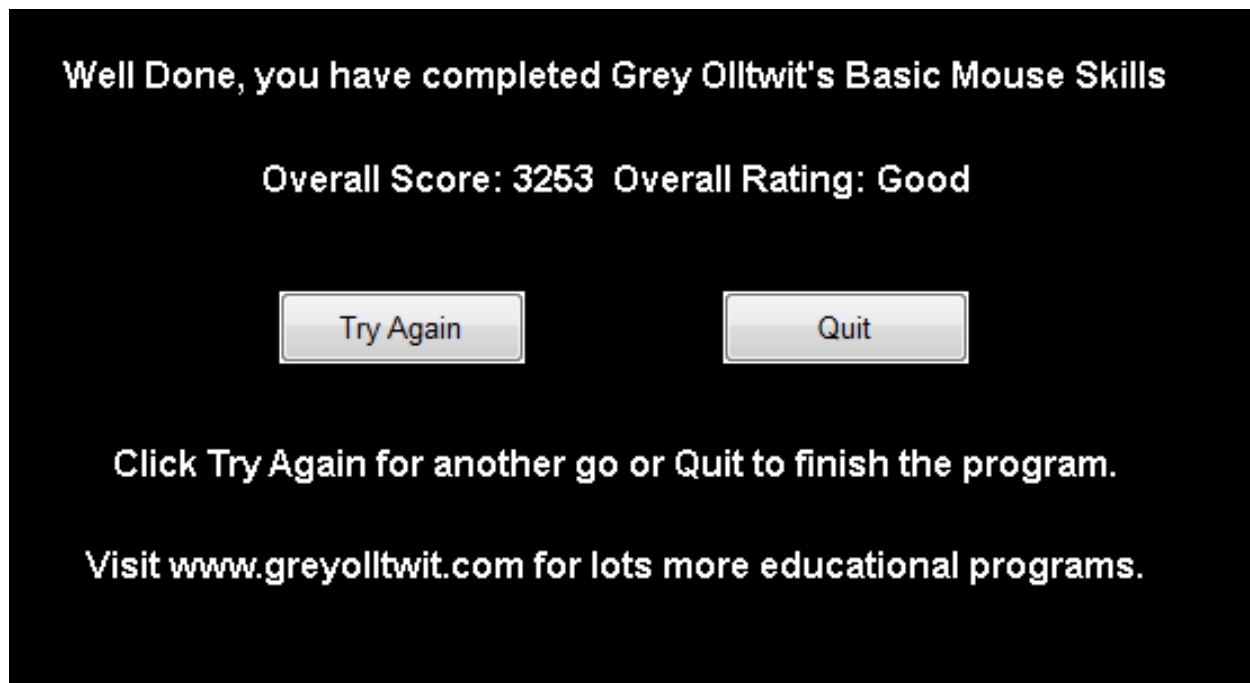 Well Done, you have completed Grey Olltwit's Basic Mouse Skills
Overall Score: 3253  Overall Rating: Good
Try Again
Quit
Click Try Again for another go or Quit to finish the program.
Visit www.greyolltwit.com for lots more educational programs.